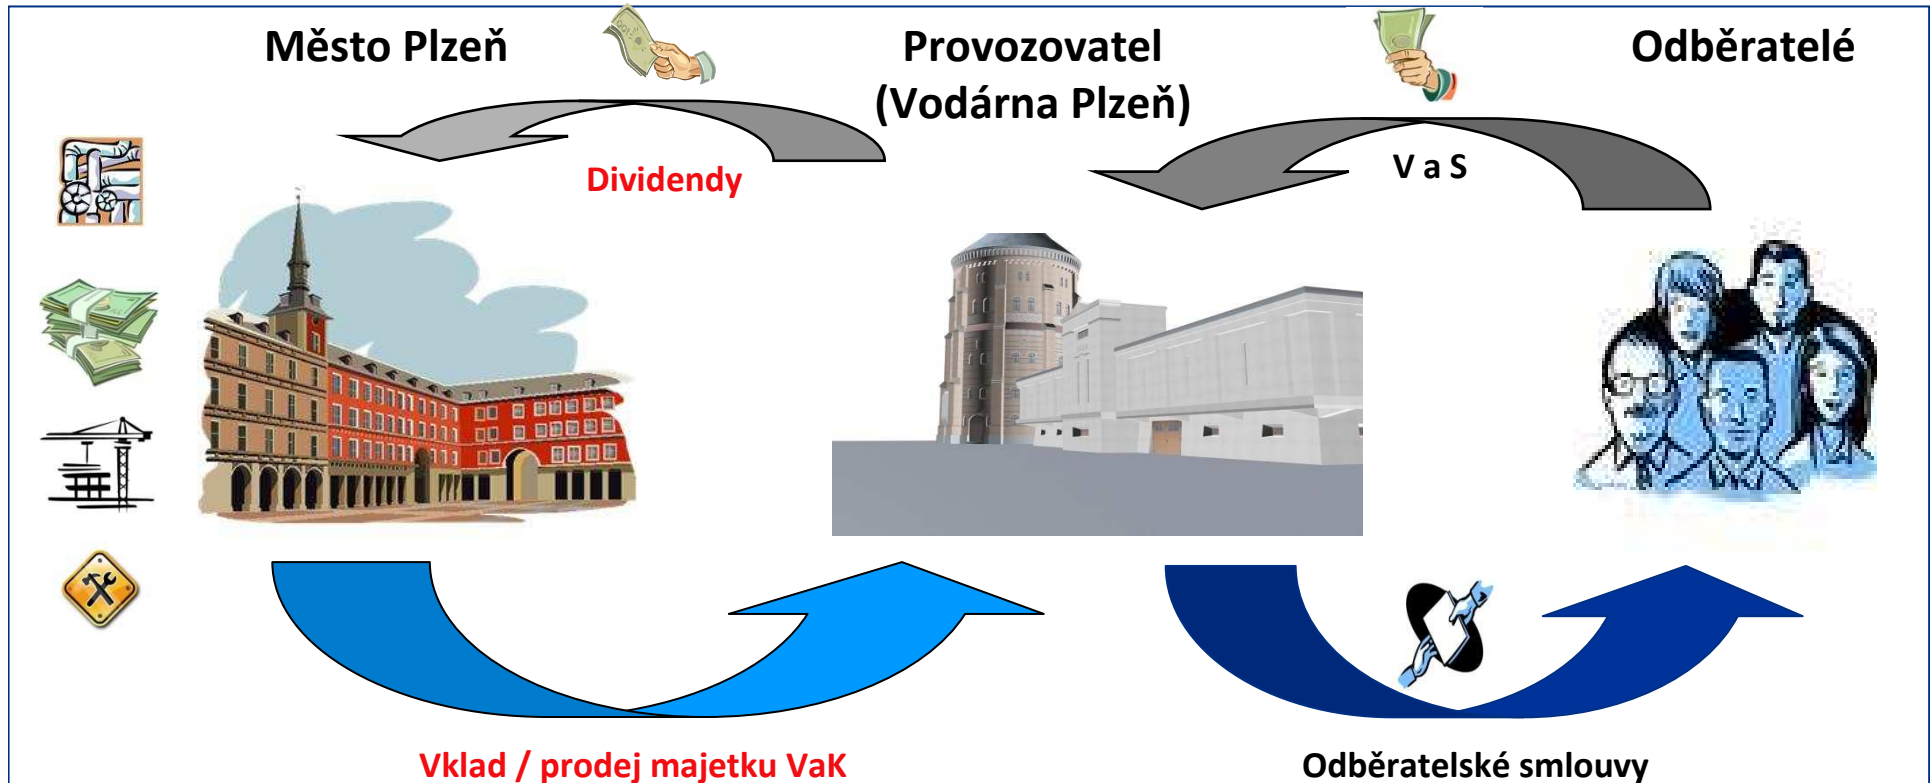 Město Plzeň
Provozovatel
(Vodárna Plzeň)
Odběratelé
Dividendy
V a S
Vklad / prodej majetku VaK
Odběratelské smlouvy